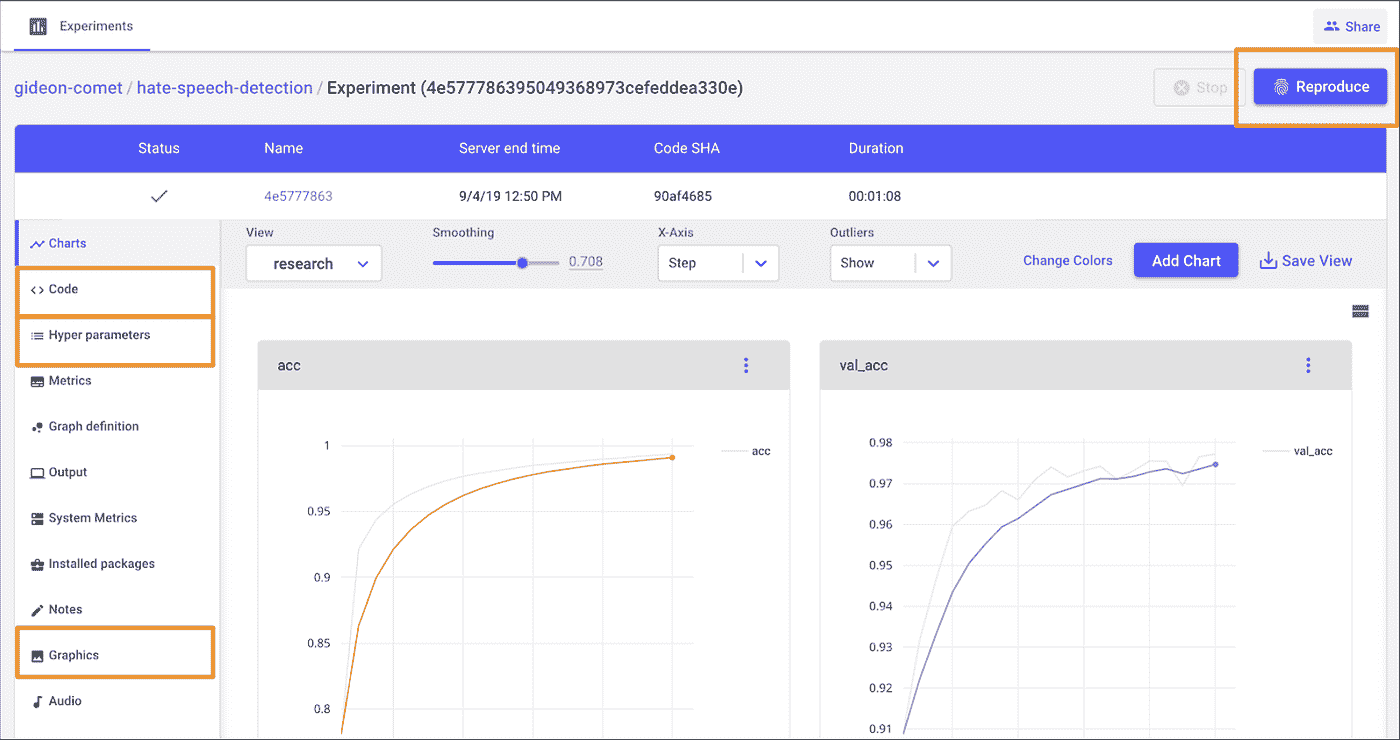 Experiments
Share
gideon-comet / hate-speech-detection / Experiment (4e577786395049368973cefeddea330e)
Stop
Reproduce
Status Name Server end time Code SHA Duration
4e5777863 9/4/19 12:50 PM 90af4685 00:01:08
Charts
Code
Hyper parameters
Metrics
Graph definition
Output
System Metrics
Installed packages
Notes
Graphics
Audio
View Smoothing X-Axis Outliers
research 0.708 Step Show Change Colors Add Chart Save View
acc
1
0.95
0.9
0.85
0.8
acc
val_acc
0.98
0.97
0.96
0.95
0.94
0.93
0.92
0.91
val_acc